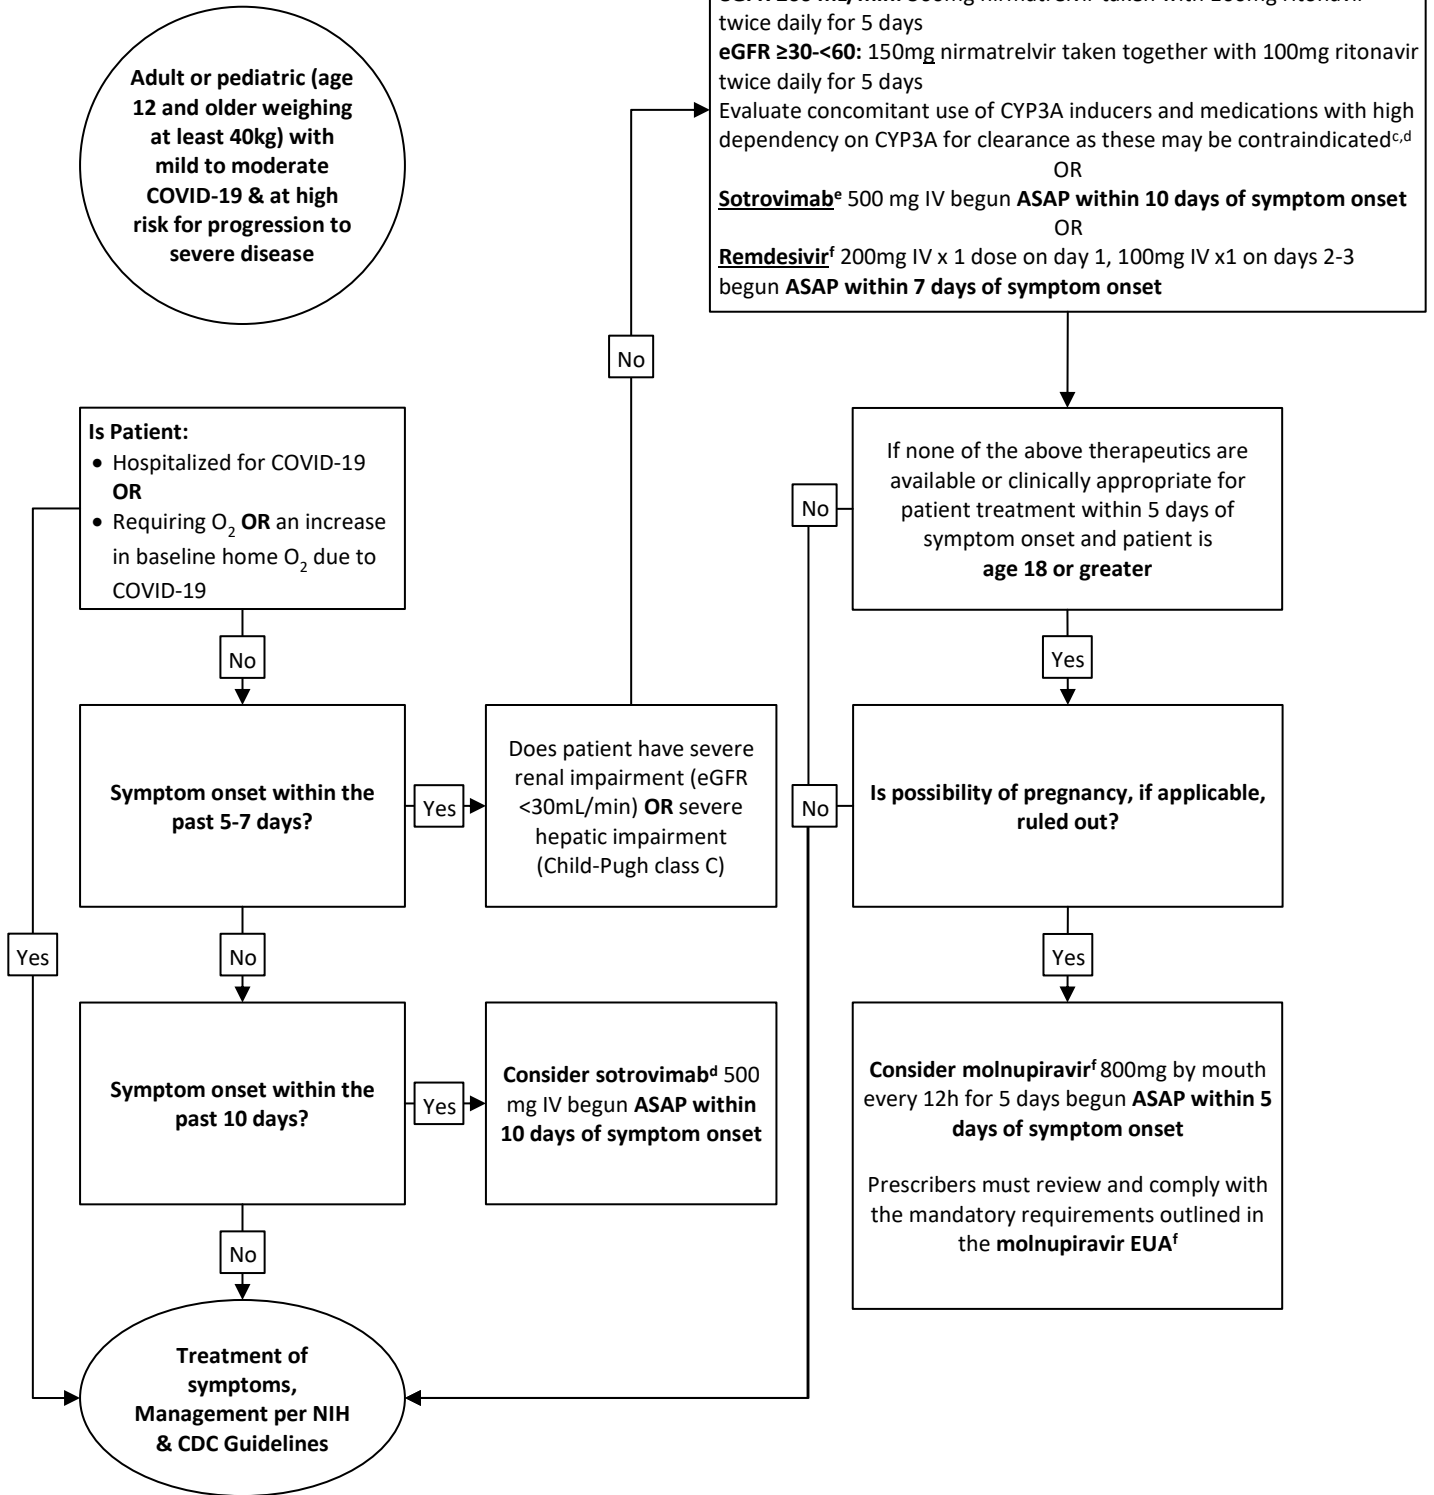 Adult or pediatric (age
12 and older weighing
at least 40kg) with
mild to moderate
COVID-19 & at high
risk for progression to
severe disease
nirmatrelvir taken with ritonavir
twice daily for 5 days
eGFR ≥30-<60: 150mg nirmatrelvir taken together with 100mg ritonavir
twice daily for 5 days
Evaluate concomitant use of CYP3A inducers and medications with high
dependency on CYP3A for clearance as these may be contraindicatedᶜ,ᵈ
OR
Sotrovimabᵉ 500 mg IV begun ASAP within 10 days of symptom onset
OR
Remdesivirᶠ 200mg IV x 1 dose on day 1, 100mg IV x1 on days 2-3
begun ASAP within 7 days of symptom onset
No
Is Patient:
• Hospitalized for COVID-19
OR
• Requiring O₂ OR an increase
in baseline home O₂ due to
COVID-19
If none of the above therapeutics are
available or clinically appropriate for
patient treatment within 5 days of
symptom onset and patient is
age 18 or greater
No
No
Yes
Symptom onset within the
past 5-7 days?
Yes
Does patient have severe
renal impairment (eGFR
<30mL/min) OR severe
hepatic impairment
(Child-Pugh class C)
No
Is possibility of pregnancy, if applicable,
ruled out?
Yes
No
Yes
Symptom onset within the
past 10 days?
Yes
Consider sotrovimabᵈ 500
mg IV begun ASAP within
10 days of symptom onset
Consider molnupiravirᶠ 800mg by mouth
every 12h for 5 days begun ASAP within 5
days of symptom onset
Prescribers must review and comply with
the mandatory requirements outlined in
the molnupiravir EUAᶠ
No
Treatment of
symptoms,
Management per NIH
& CDC Guidelines